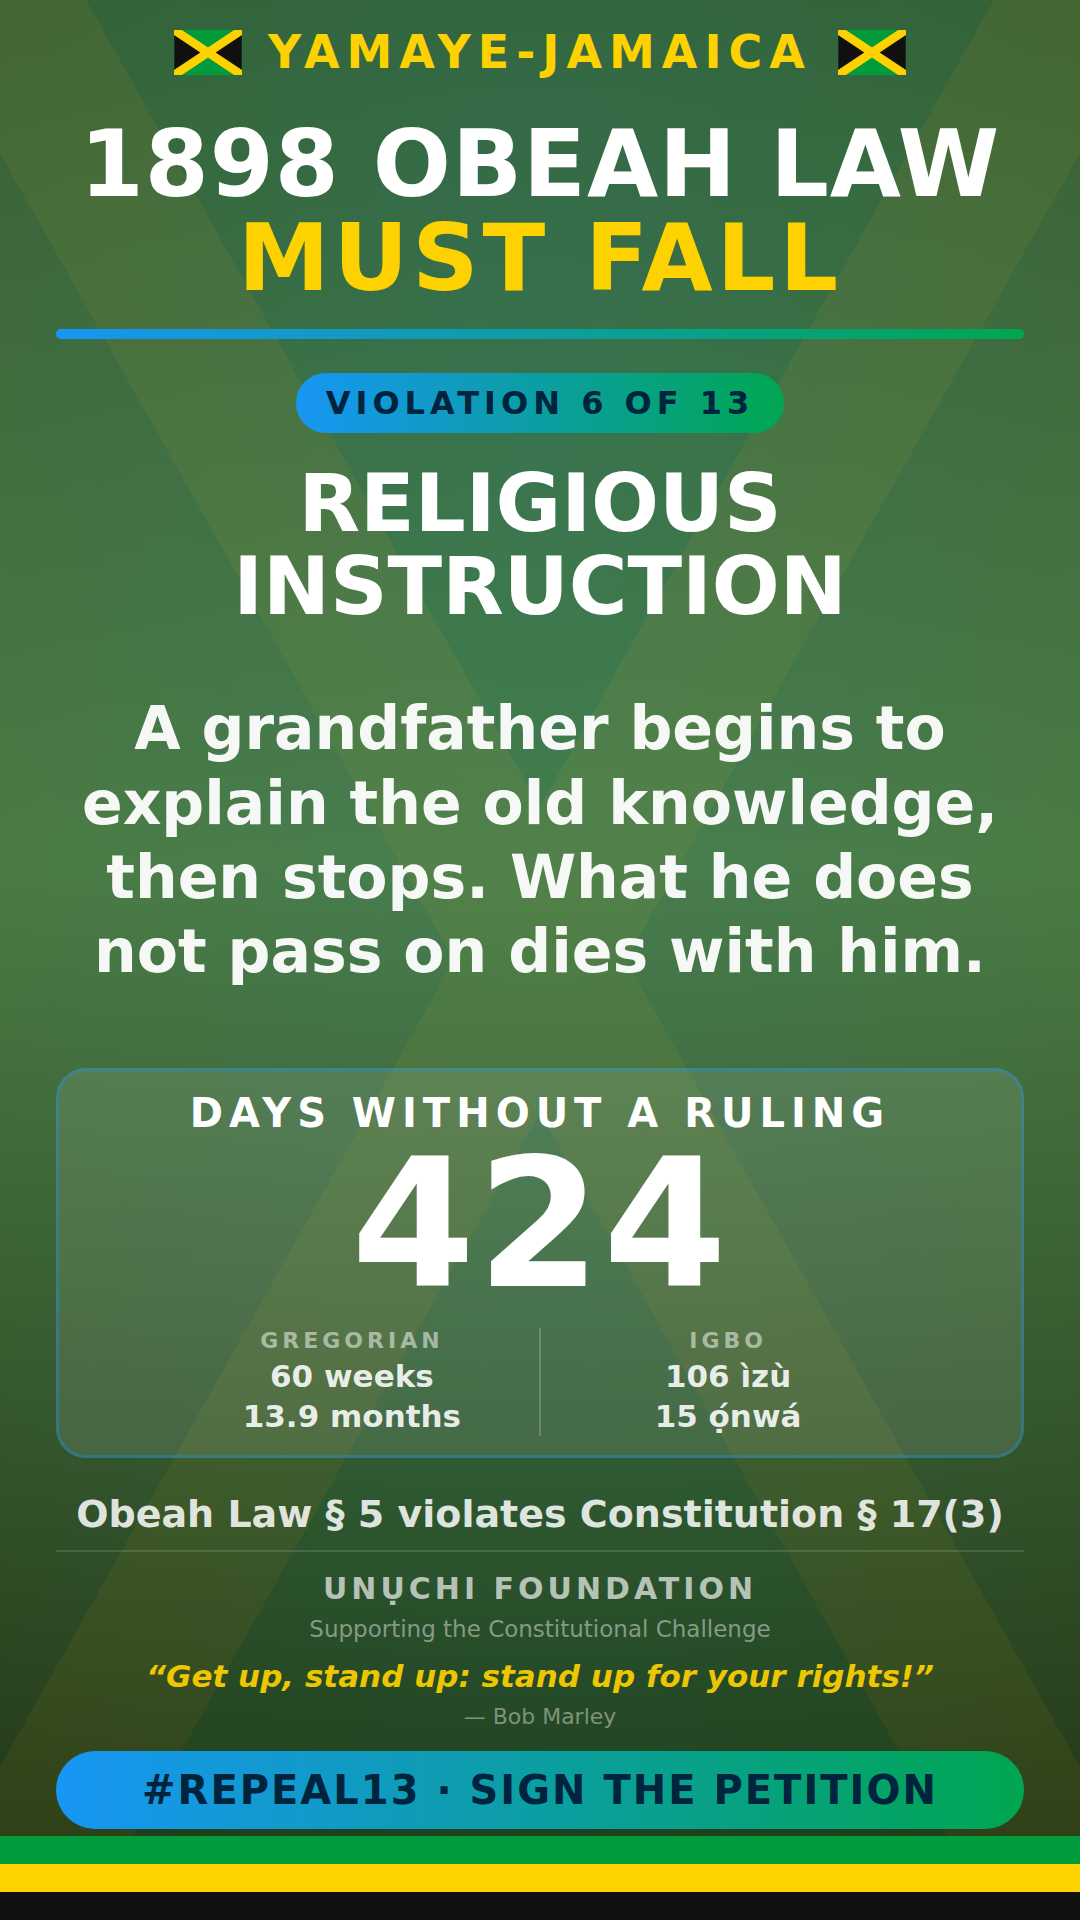 YAMAYE-JAMAICA
1898 OBEAH LAW
MUST FALL
VIOLATION 6 OF 13
RELIGIOUS
INSTRUCTION
A grandfather begins to
explain the old knowledge,
then stops. What he does
not pass on dies with him.
DAYS WITHOUT A RULING
424
GREGORIAN
60 weeks
13.9 months
IGBO
106 ìzù
15 ọ́nwá
Obeah Law § 5 violates Constitution § 17(3)
UNỤCHI FOUNDATION
Supporting the Constitutional Challenge
“Get up, stand up: stand up for your rights!”
— Bob Marley
#REPEAL13 · SIGN THE PETITION